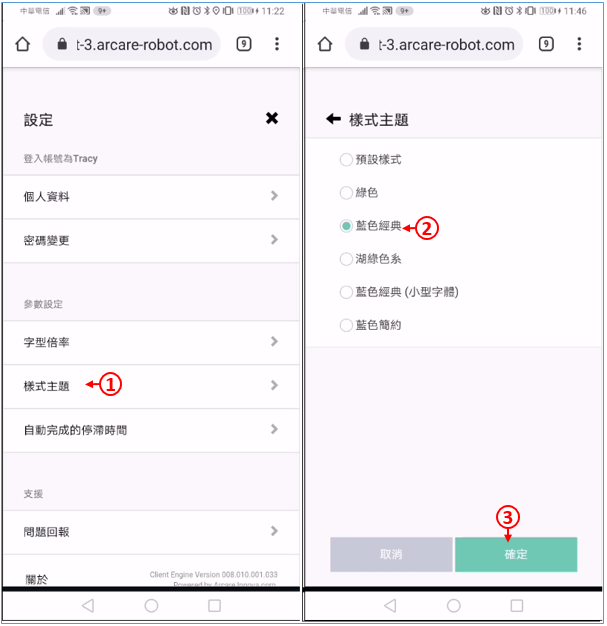 中華電信 9+ 100 11:22
t-3.arcare-robot.com 9
設定
登入帳號為Tracy
個人資料
密碼變更
參數設定
字型倍率
樣式主題 1
自動完成的停滯時間
支援
問題回報
關於 Client Engine Version 008.010.001.033
Powered by Arcare Innova corp.
中華電信 9+ 100 11:46
t-3.arcare-robot.com 9
樣式主題
預設樣式
綠色
藍色經典 2
湖綠色系
藍色經典 (小型字體)
藍色簡約
3
取消 確定